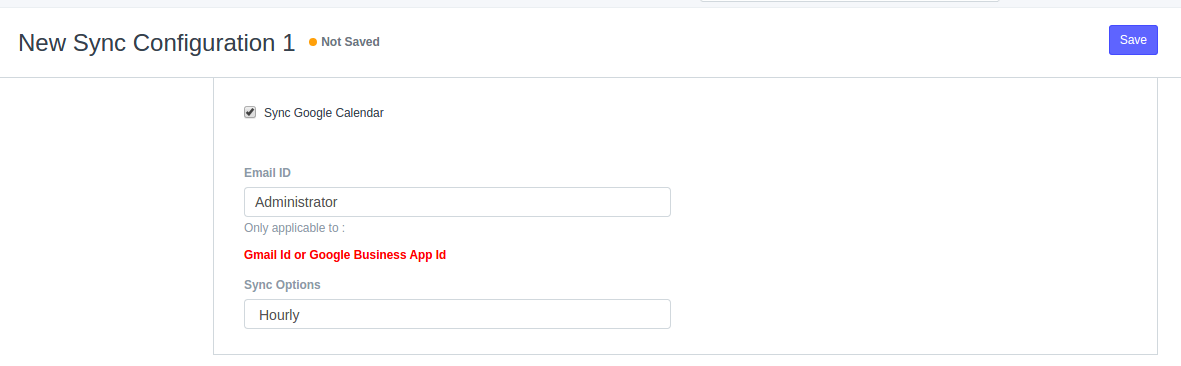 New Sync Configuration 1 Not Saved Save
Sync Google Calendar
Email ID
Administrator
Only applicable to :
Gmail Id or Google Business App Id
Sync Options
Hourly